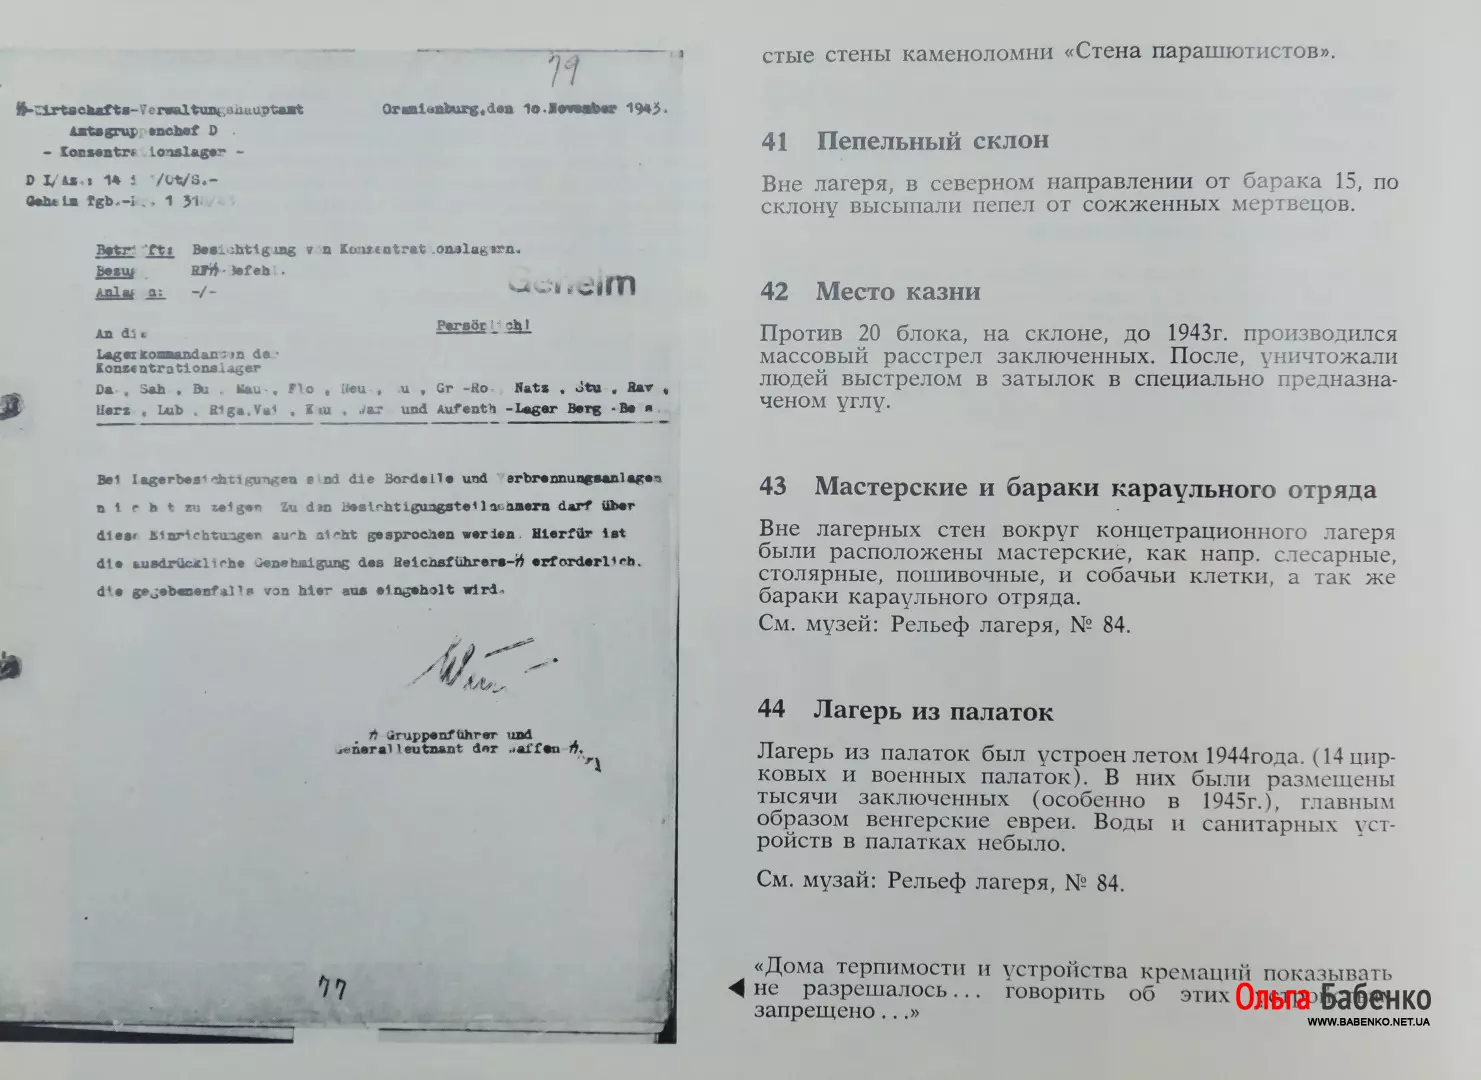 79
Oranienburg, den 10. November 1943.
Amtsgruppenchef D
- Konzentrationslager -
Betrifft: Besichtigung von Konzentrationslagern.
Geheim
-/-
Persönlich!
An die
Lagerkommandanten der
Konzentrationslager
und Aufenth -Lager Berg -Be
Bei Lagerbesichtigungen sind die Bordelle und Verbrennungsanlagen
n i c h t zu zeigen Zu den Besichtigungsteilnehmern darf über
diese Einrichtungen auch nicht gesprochen werden. Hierfür ist
die ausdrückliche Genehmigung des Reichsführers-SS erforderlich.
die gegebenenfalls von hier aus eingeholt wird.
SS Gruppenführer und
Generalleutnant der Waffen SS.
77
стые стены каменоломни «Стена парашютистов».
41 Пепельный склон
Вне лагеря, в северном направлении от барака 15, по
склону высыпали пепел от сожженных мертвецов.
42 Место казни
Против 20 блока, на склоне, до 1943г. производился
массовый расстрел заключенных. После, уничтожали
людей выстрелом в затылок в специально предназна-
ченом углу.
43 Мастерские и бараки караульного отряда
Вне лагерных стен вокруг концетрационного лагеря
были расположены мастерские, как напр. слесарные,
столярные, пошивочные, и собачьи клетки, а так же
бараки караульного отряда.
См. музей: Рельеф лагеря, № 84.
44 Лагерь из палаток
Лагерь из палаток был устроен летом 1944года. (14 цир-
ковых и военных палаток). В них были размещены
тысячи заключенных (особенно в 1945г.), главным
образом венгерские евреи. Воды и санитарных уст-
ройств в палатках небыло.
См. музай: Рельеф лагеря, № 84.
«Дома терпимости и устройства кремаций показывать
не разрешалось... говорить об этих
запрещено...»
Ольга Бабенко
WWW.BABENKO.NET.UA